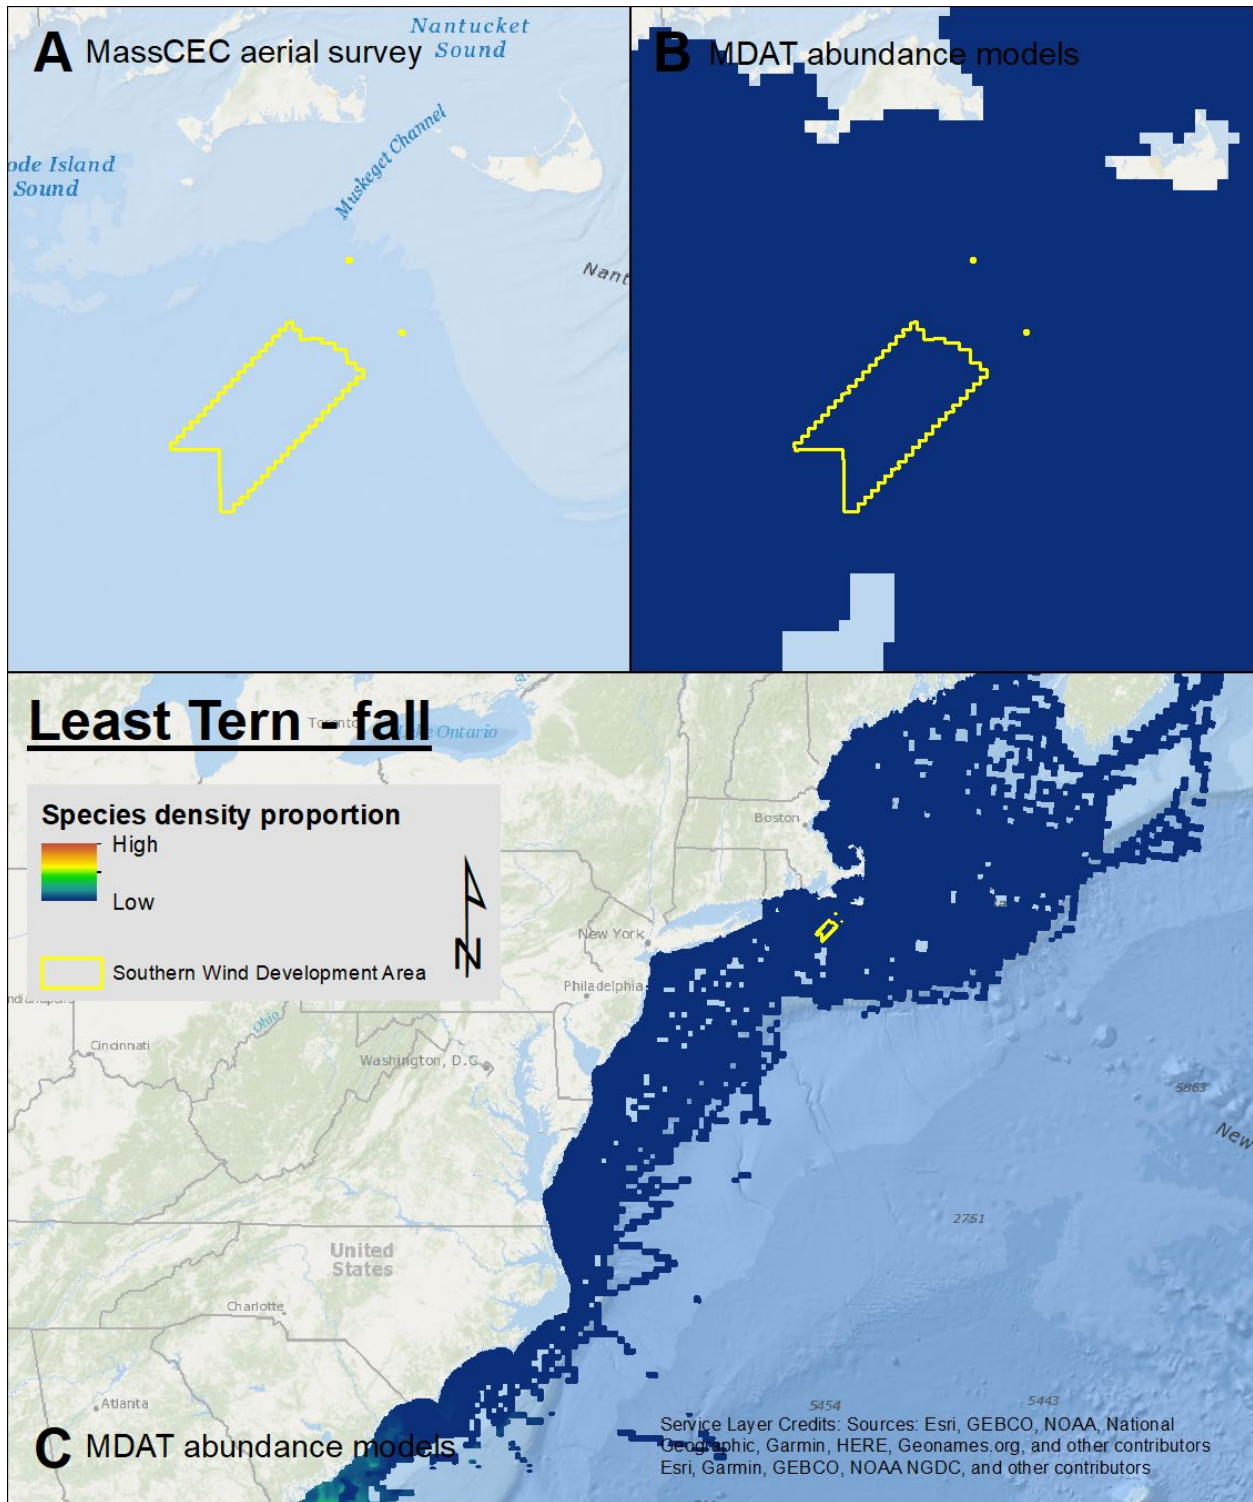 A MassCEC aerial survey
Nantucket
Sound
Muskeget Channel
ode Island
Sound
Nant
B MDAT abundance models
Least Tern - fall
Toronto
Lake Ontario
Species density proportion
High
Low
Southern Wind Development Area
N
Boston
New York
Philadelphia
Ohio
Cincinnati
Washington, D.C.
5863
New
2751
United
States
Charlotte
Atlanta
5454
5443
C MDAT abundance models
Service Layer Credits: Sources: Esri, GEBCO, NOAA, National
Geographic, Garmin, HERE, Geonames.org, and other contributors
Esri, Garmin, GEBCO, NOAA NGDC, and other contributors